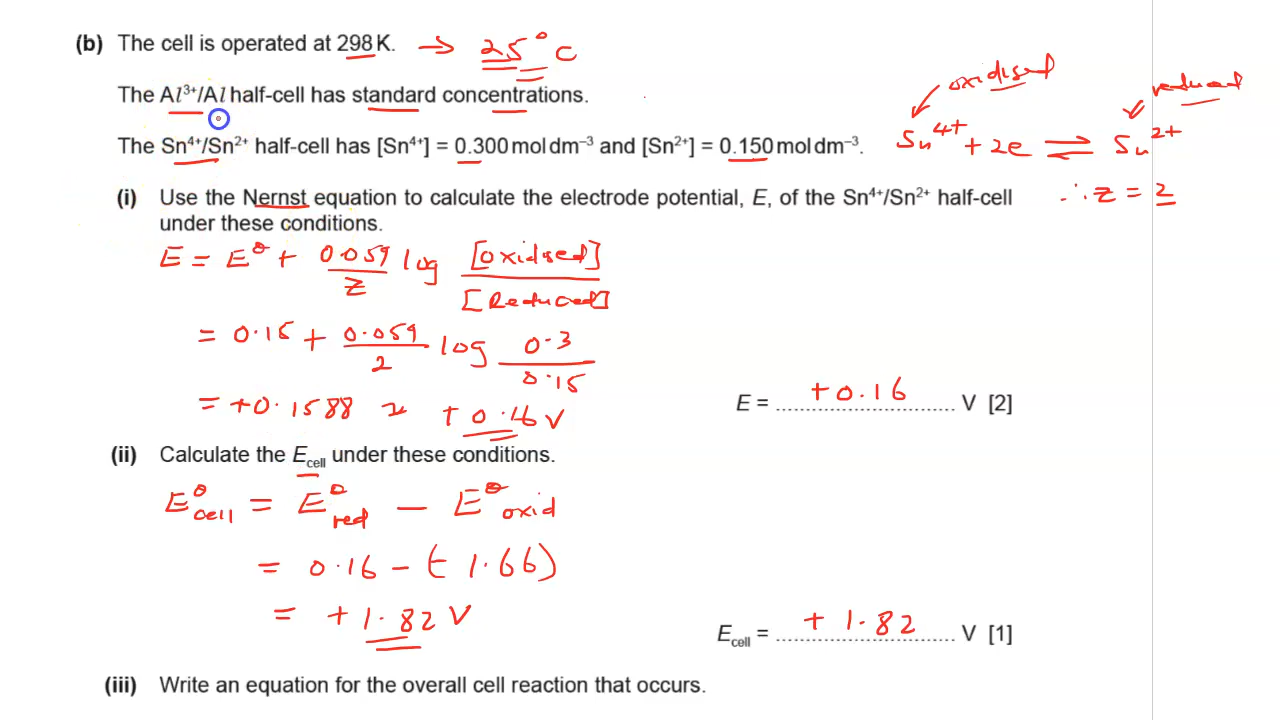 (b) The cell is operated at 298 K. → 25°C
The Al³⁺/Al half-cell has standard concentrations.
oxidised reduced
Sn⁴⁺ + 2e ⇌ Sn²⁺
The Sn⁴⁺/Sn²⁺ half-cell has [Sn⁴⁺] = 0.300 mol dm⁻³ and [Sn²⁺] = 0.150 mol dm⁻³.
(i) Use the Nernst equation to calculate the electrode potential, E, of the Sn⁴⁺/Sn²⁺ half-cell
∴ z = 2
under these conditions.
E = E⦵ + 0.059/z log [oxidised]/[Reduced]
= 0.15 + 0.059/2 log 0.3/0.15
= +0.1588 ≈ +0.16 V
E = +0.16 V [2]
(ii) Calculate the Ecell under these conditions.
E⦵cell = E⦵red − E⦵oxid
= 0.16 − (−1.66)
= +1.82 V
Ecell = +1.82 V [1]
(iii) Write an equation for the overall cell reaction that occurs.